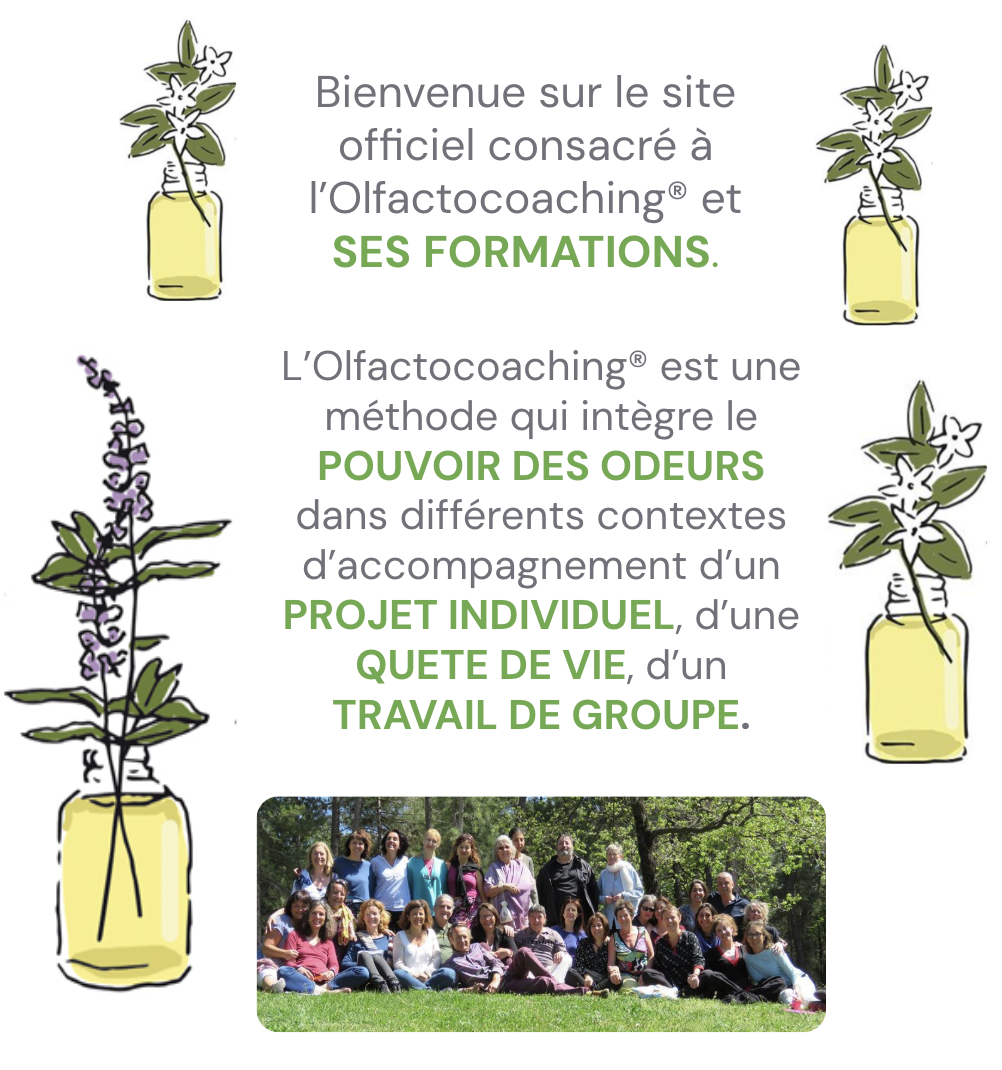 Bienvenue sur le site
officiel consacré à
l’Olfactocoaching® et
SES FORMATIONS.
L’Olfactocoaching® est une
méthode qui intègre le
POUVOIR DES ODEURS
dans différents contextes
d’accompagnement d’un
PROJET INDIVIDUEL, d’une
QUETE DE VIE, d’un
TRAVAIL DE GROUPE.